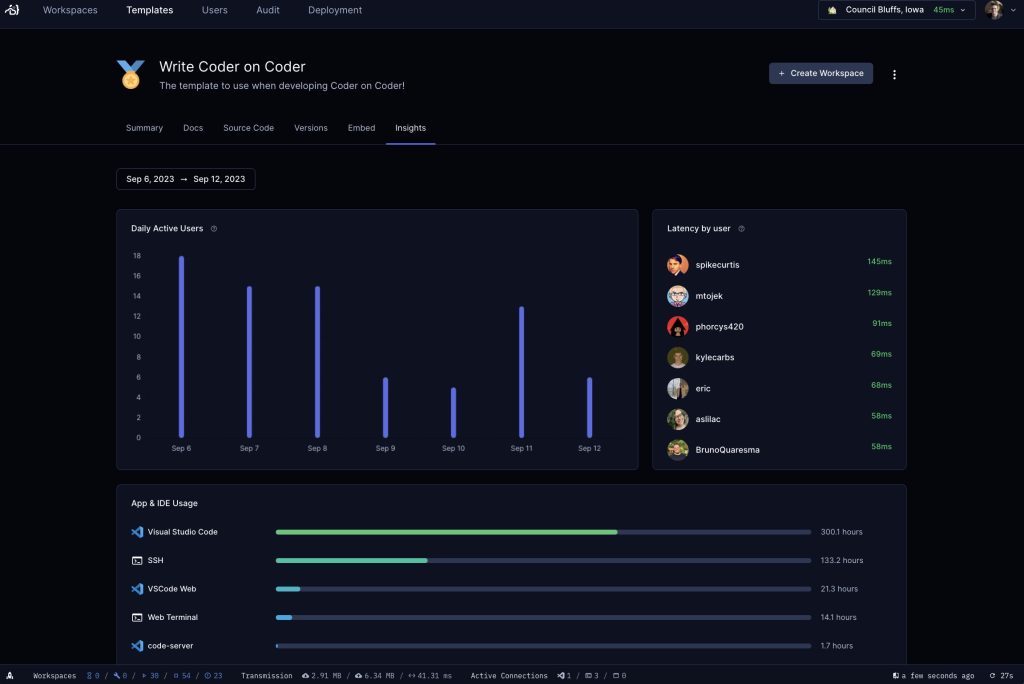 Workspaces Templates Users Audit Deployment Council Bluffs, Iowa 45ms
Write Coder on Coder
The template to use when developing Coder on Coder!
+ Create Workspace
Summary Docs Source Code Versions Embed Insights
Sep 6, 2023 → Sep 12, 2023
Daily Active Users
18
16
14
12
10
8
6
4
2
0
Sep 6 Sep 7 Sep 8 Sep 9 Sep 10 Sep 11 Sep 12
Latency by user
spikecurtis 145ms
mtojek 129ms
phorcys420 91ms
kylecarbs 69ms
eric 68ms
aslilac 58ms
BrunoQuaresma 58ms
App & IDE Usage
Visual Studio Code 300.1 hours
SSH 133.2 hours
VSCode Web 21.3 hours
Web Terminal 14.1 hours
code-server 1.7 hours
Workspaces 0 / 0 / 30 / 54 / 23 Transmission 2.91 MB / 6.34 MB / 41.31 ms Active Connections 1 / 3 / 0 a few seconds ago 27s